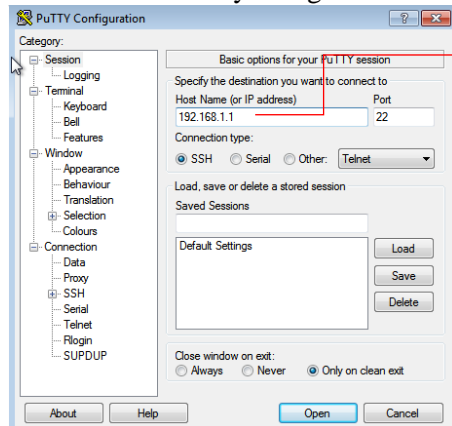 PuTTY Configuration
Category:
Session
Logging
Terminal
Keyboard
Bell
Features
Window
Appearance
Behaviour
Translation
Selection
Colours
Connection
Data
Proxy
SSH
Serial
Telnet
Rlogin
SUPDUP
Basic options for your PuTTY session
Specify the destination you want to connect to
Host Name (or IP address) Port
192.168.1.1 22
Connection type:
SSH Serial Other: Telnet
Load, save or delete a stored session
Saved Sessions
Default Settings
Load
Save
Delete
Close window on exit:
Always Never Only on clean exit
About Help Open Cancel